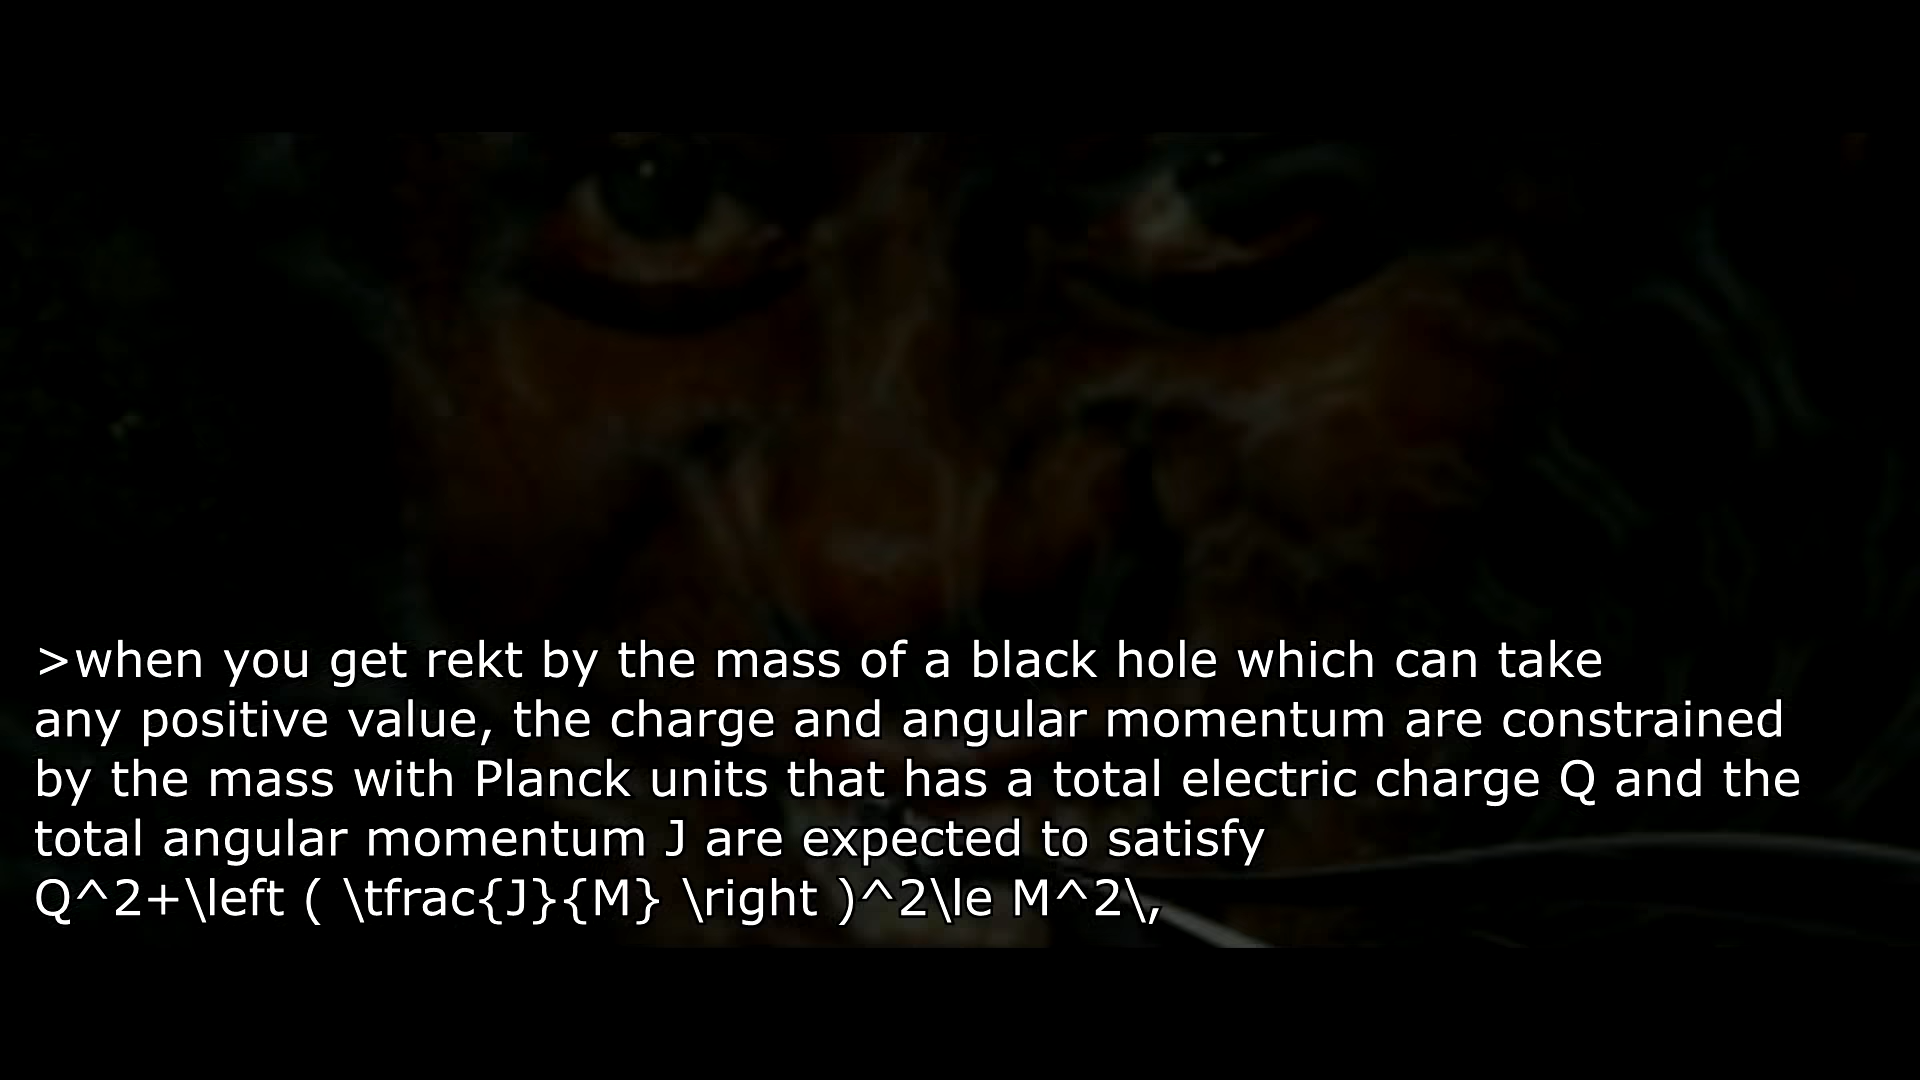 >when you get rekt by the mass of a black hole which can take
any positive value, the charge and angular momentum are constrained
by the mass with Planck units that has a total electric charge Q and the
total angular momentum J are expected to satisfy
Q^2+\left ( \tfrac{J}{M} \right )^2\le M^2\,